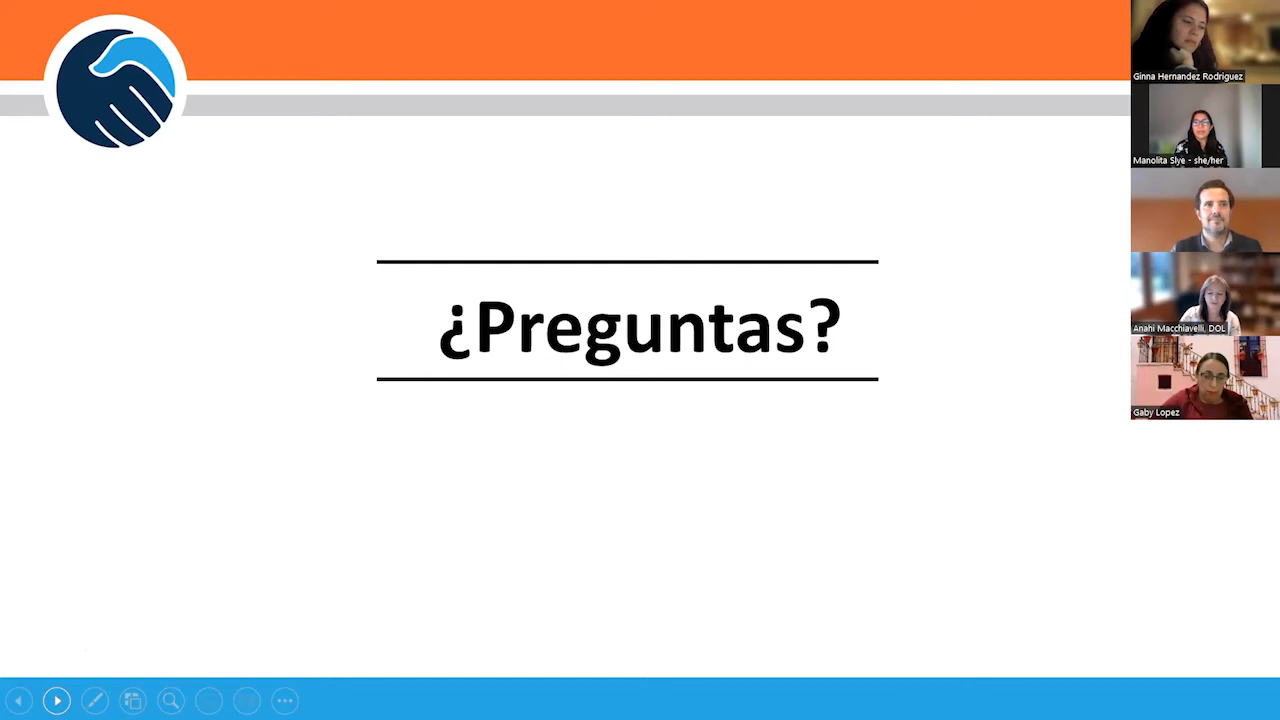 ¿Preguntas?
Ginna Hernandez Rodriguez
Manolita Slye - she/her
Anahi Macchiavelli, DOL
Gaby Lopez